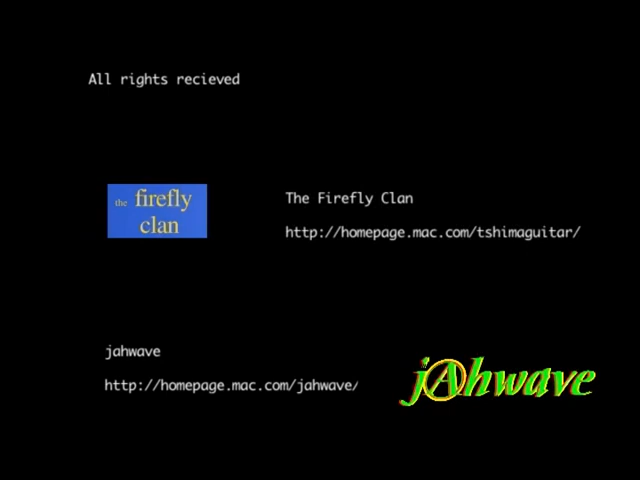 All rights recieved
the firefly
clan
The Firefly Clan
http://homepage.mac.com/tshimaguitar/
jahwave
http://homepage.mac.com/jahwave/
jAhwave